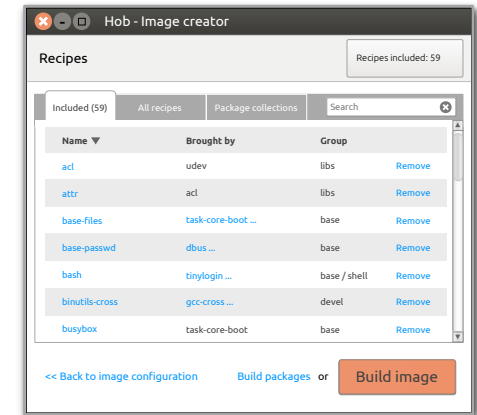 Hob - Image creator
Recipes
Recipes included: 59
Included (59) All recipes Package collections Search
Name ▼ Brought by Group
acl udev libs Remove
attr acl libs Remove
base-files task-core-boot ... base Remove
base-passwd dbus ... base Remove
bash tinylogin ... base / shell Remove
binutils-cross gcc-cross ... devel Remove
busybox task-core-boot base Remove
<< Back to image configuration Build packages or Build image